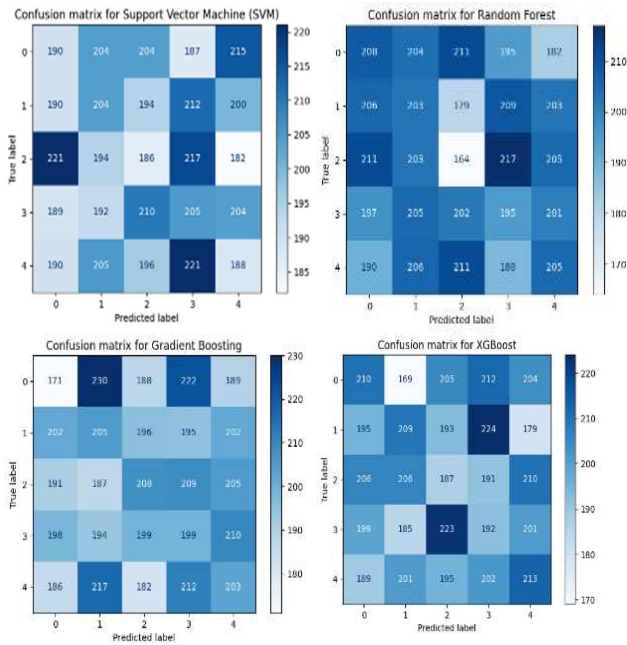 Confusion matrix for Support Vector Machine (SVM)
0 190 204 204 187 215
1 190 204 194 212 200
2 221 194 186 217 182
3 189 192 210 205 204
4 190 205 196 221 188
0 1 2 3 4
True label
Predicted label
220
215
210
205
200
195
190
185
Confusion matrix for Random Forest
0 208 204 211 195 182
1 206 203 179 209 203
2 211 203 164 217 205
3 197 205 202 195 201
4 190 206 211 188 205
0 1 2 3 4
True label
Predicted label
210
200
190
180
170
Confusion matrix for Gradient Boosting
0 171 230 188 222 189
1 202 205 196 195 202
2 191 187 208 209 205
3 198 194 199 199 210
4 186 217 182 212 203
0 1 2 3 4
True label
Predicted label
230
220
210
200
190
180
Confusion matrix for XGBoost
0 210 169 205 212 204
1 195 209 193 224 179
2 206 206 187 191 210
3 199 185 223 192 201
4 189 201 195 202 213
0 1 2 3 4
True label
Predicted label
220
210
200
190
180
170